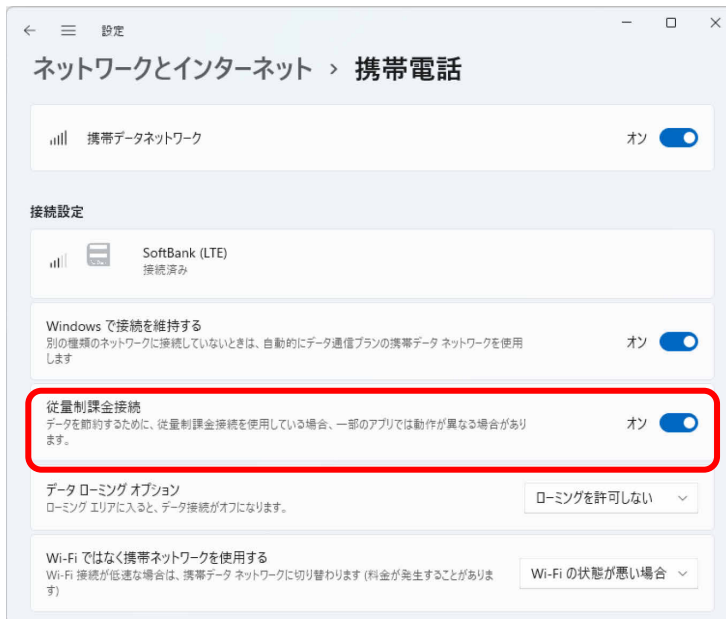 設定
ネットワークとインターネット › 携帯電話
携帯データネットワーク オン
接続設定
SoftBank (LTE)
接続済み
Windows で接続を維持する
別の種類のネットワークに接続していないときは、自動的にデータ通信プランの携帯データ ネットワークを使用
します
オン
従量制課金接続
データを節約するために、従量制課金接続を使用している場合、一部のアプリでは動作が異なる場合があり
ます。
オン
データ ローミング オプション
ローミング エリアに入ると、データ接続がオフになります。
ローミングを許可しない
Wi-Fi ではなく携帯ネットワークを使用する
Wi-Fi 接続が低速な場合は、携帯データ ネットワークに切り替わります (料金が発生することがありま
す)
Wi-Fi の状態が悪い場合